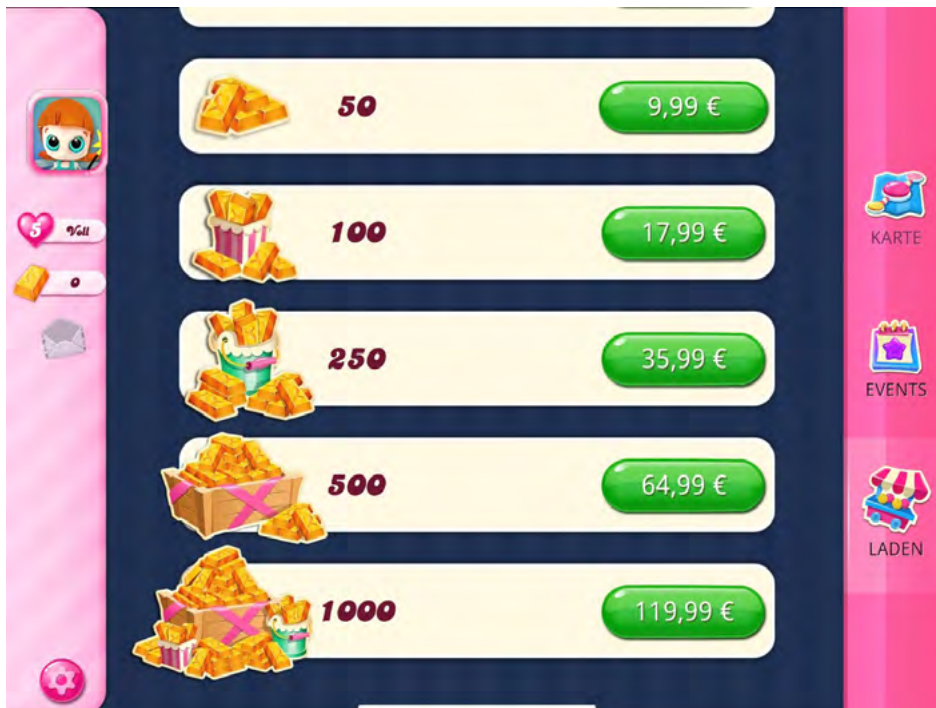 50
9,99 €
100
17,99 €
5 Voll
KARTE
0
250
35,99 €
EVENTS
500
64,99 €
LADEN
1000
119,99 €